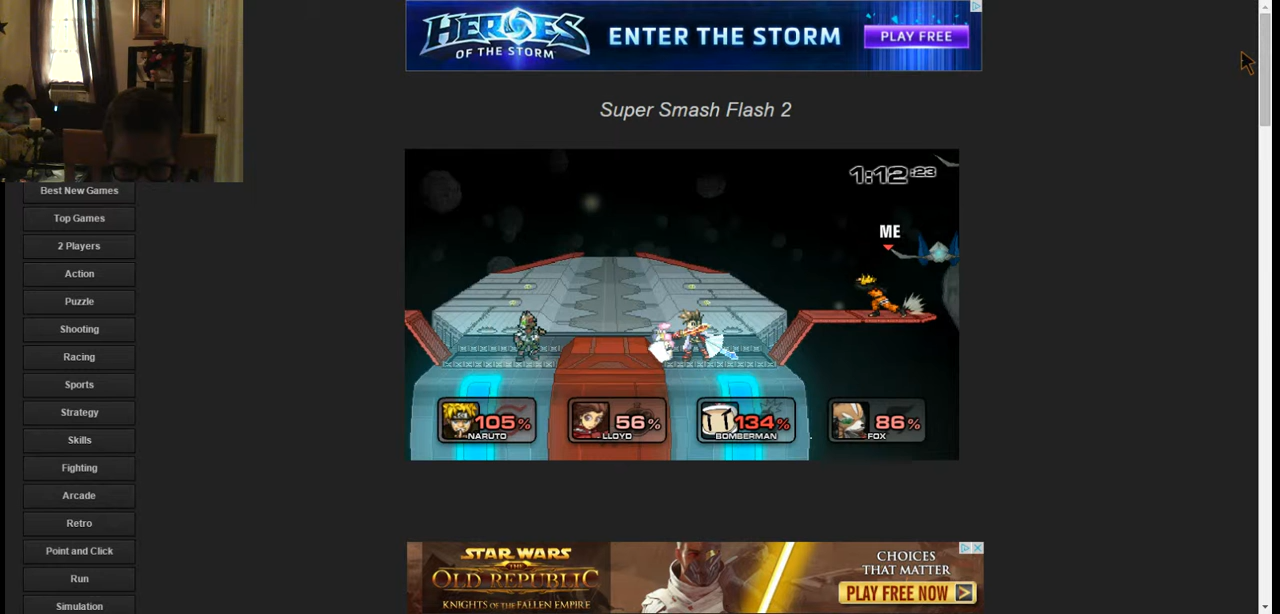 HEROES
OF THE STORM
ENTER THE STORM
PLAY FREE
Super Smash Flash 2
1:12:23
ME
105%
NARUTO
56%
LLOYD
134%
BOMBERMAN
86%
FOX
Best New Games
Top Games
2 Players
Action
Puzzle
Shooting
Racing
Sports
Strategy
Skills
Fighting
Arcade
Retro
Point and Click
Run
Simulation
STAR WARS
THE
OLD REPUBLIC
KNIGHTS OF THE FALLEN EMPIRE
CHOICES
THAT MATTER
PLAY FREE NOW